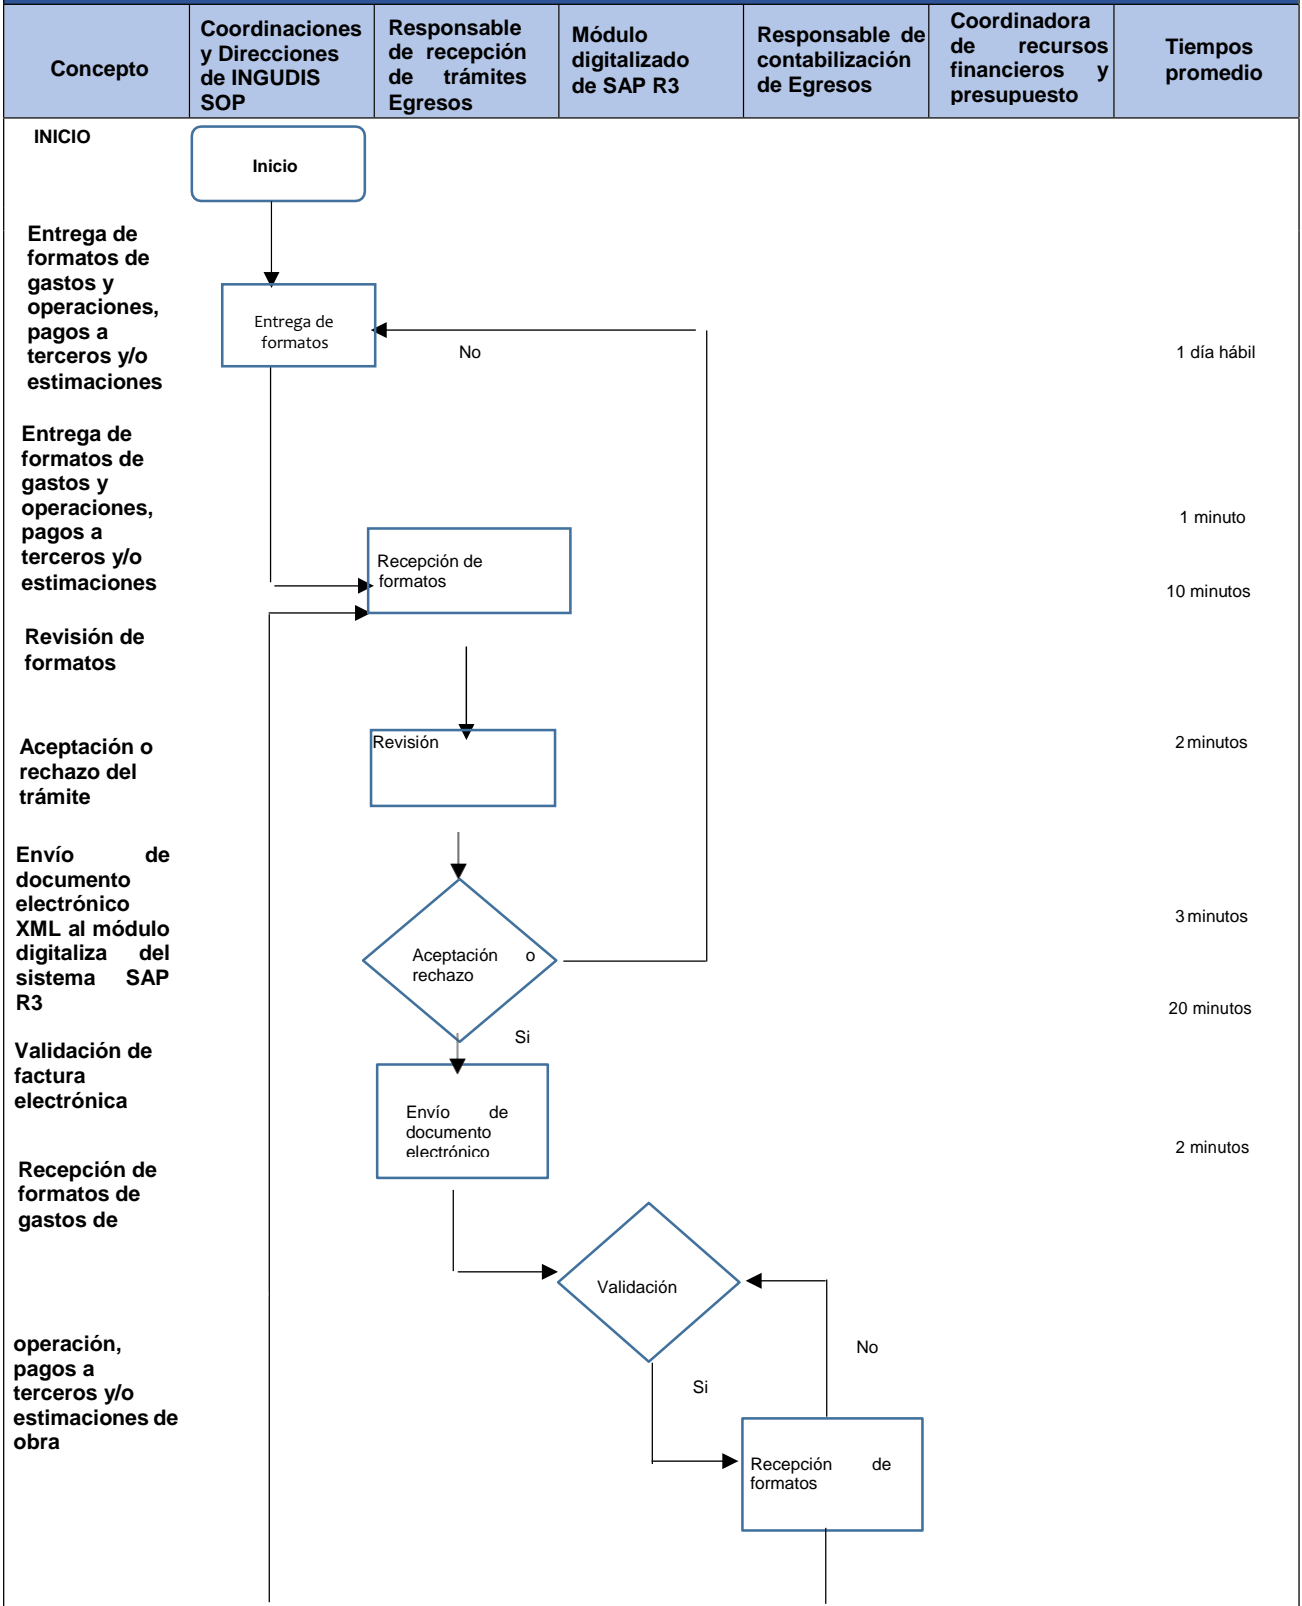 Concepto
Coordinaciones
y Direcciones
de INGUDIS
SOP
Responsable
de recepción
de trámites
Egresos
Módulo
digitalizado
de SAP R3
Responsable de
contabilización
de Egresos
Coordinadora
de recursos
financieros y
presupuesto
Tiempos
promedio
INICIO
Inicio
Entrega de
formatos de
gastos y
operaciones,
pagos a
terceros y/o
estimaciones
Entrega de
formatos
No
1 día hábil
Entrega de
formatos de
gastos y
operaciones,
pagos a
terceros y/o
estimaciones
1 minuto
Recepción de
formatos
10 minutos
Revisión de
formatos
Aceptación o
rechazo del
trámite
Revisión
2 minutos
Envío de
documento
electrónico
XML al módulo
digitaliza del
sistema SAP
R3
Aceptación o
rechazo
3 minutos
20 minutos
Si
Validación de
factura
electrónica
Envío de
documento
electrónico
2 minutos
Recepción de
formatos de
gastos de
Validación
No
Si
operación,
pagos a
terceros y/o
estimaciones de
obra
Recepción de
formatos